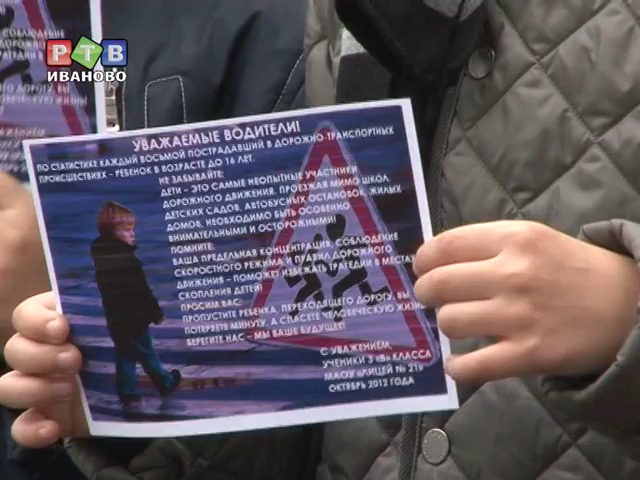 РТВ
ИВАНОВО
УВАЖАЕМЫЕ ВОДИТЕЛИ!
ПО СТАТИСТИКЕ КАЖДЫЙ ВОСЬМОЙ ПОСТРАДАВШИЙ В ДОРОЖНО-ТРАНСПОРТНЫХ
ПРОИСШЕСТВИЯХ – РЕБЕНОК В ВОЗРАСТЕ ДО 16 ЛЕТ.
НЕ ЗАБЫВАЙТЕ:
ДЕТИ – ЭТО САМЫЕ НЕОПЫТНЫЕ УЧАСТНИКИ
ДОРОЖНОГО ДВИЖЕНИЯ. ПРОЕЗЖАЯ МИМО ШКОЛ,
ДЕТСКИХ САДОВ, АВТОБУСНЫХ ОСТАНОВОК, ЖИЛЫХ
ДОМОВ, НЕОБХОДИМО БЫТЬ ОСОБЕННО
ВНИМАТЕЛЬНЫМИ И ОСТОРОЖНЫМИ!
ПОМНИТЕ:
ВАША ПРЕДЕЛЬНАЯ КОНЦЕНТРАЦИЯ, СОБЛЮДЕНИЕ
СКОРОСТНОГО РЕЖИМА И ПРАВИЛ ДОРОЖНОГО
ДВИЖЕНИЯ – ПОМОЖЕТ ИЗБЕЖАТЬ ТРАГЕДИИ В МЕСТАХ
СКОПЛЕНИЯ ДЕТЕЙ!
ПРОСИМ ВАС:
ПРОПУСТИТЕ РЕБЕНКА, ПЕРЕХОДЯЩЕГО ДОРОГУ, ВЫ
ПОТЕРЯЕТЕ МИНУТУ, А СПАСЕТЕ ЧЕЛОВЕЧЕСКУЮ ЖИЗНЬ
БЕРЕГИТЕ НАС – МЫ ВАШЕ БУДУЩЕЕ!
С УВАЖЕНИЕМ,
УЧЕНИКИ 3 «В» КЛАССА
МАОУ «ЛИЦЕЙ № 21»
ОКТЯБРЬ 2012 ГОДА